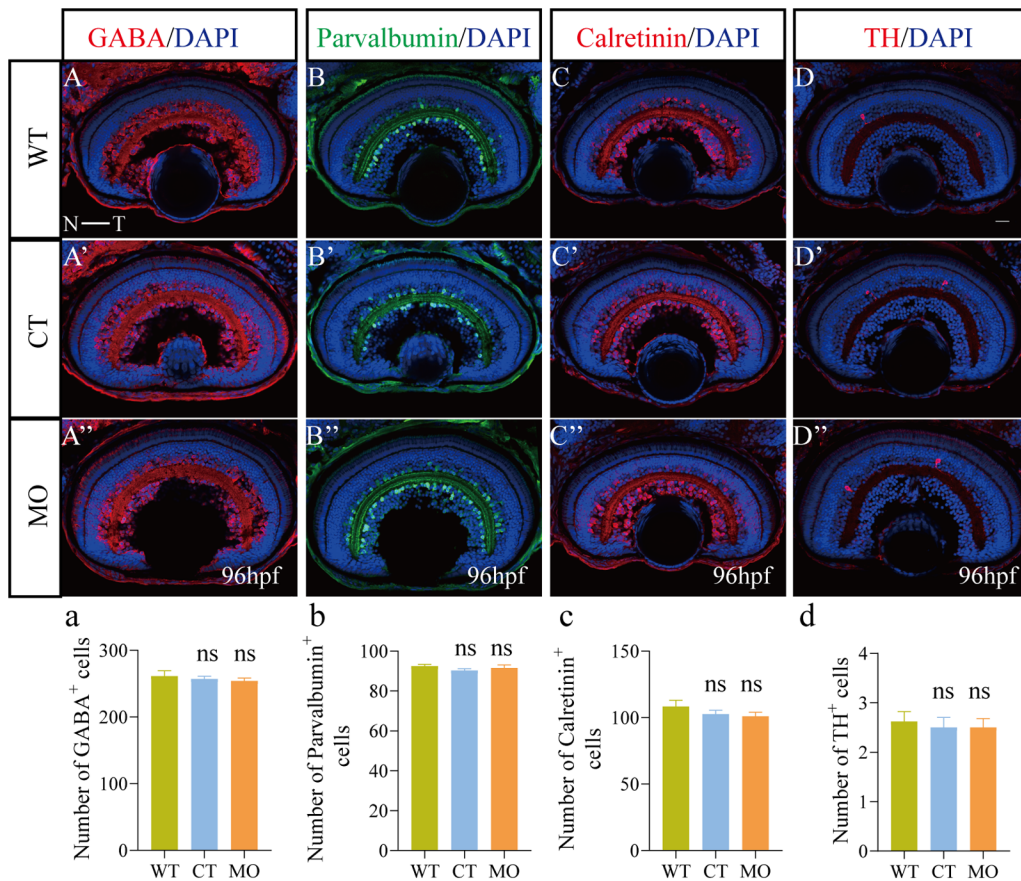 GABA/DAPI
Parvalbumin/DAPI
Calretinin/DAPI
TH/DAPI
WT
A
B
C
D
N T
CT
A’
B’
C’
D’
MO
A’’
B’’
C’’
D’’
96hpf
96hpf
96hpf
96hpf
a
Number of GABA⁺ cells
300
200
100
0
ns ns
WT CT MO
b
Number of Parvalbumin⁺
cells
100
80
60
40
20
0
ns ns
WT CT MO
c
Number of Calretinin⁺
cells
150
100
50
0
ns ns
WT CT MO
d
Number of TH⁺ cells
4
3
2
1
0
ns ns
WT CT MO